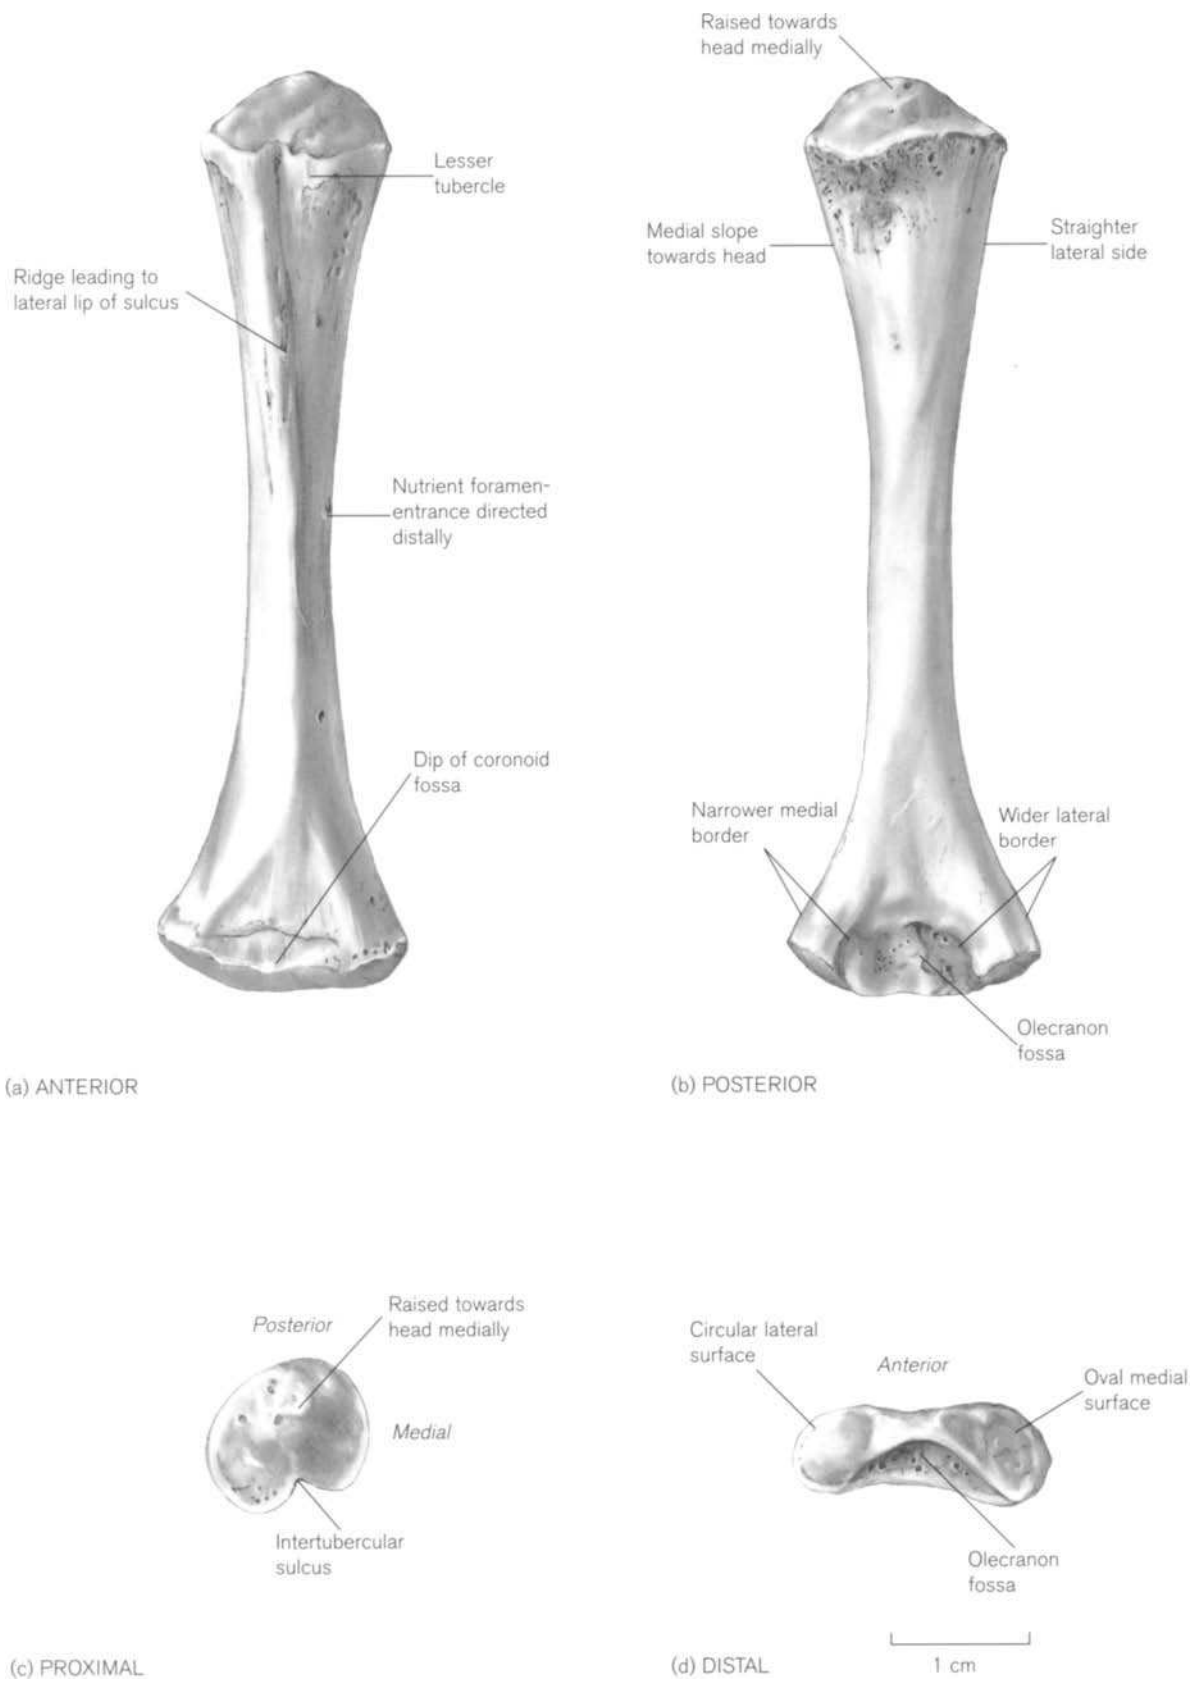 Raised towards
head medially
Lesser
tubercle
Medial slope
towards head
Straighter
lateral side
Ridge leading to
lateral lip of sulcus
Nutrient foramen-
entrance directed
distally
Dip of coronoid
fossa
Narrower medial
border
Wider lateral
border
Olecranon
fossa
(a) ANTERIOR
(b) POSTERIOR
Raised towards
head medially
Posterior
Medial
Intertubercular
sulcus
Circular lateral
surface
Anterior
Oval medial
surface
Olecranon
fossa
(c) PROXIMAL
(d) DISTAL
1 cm